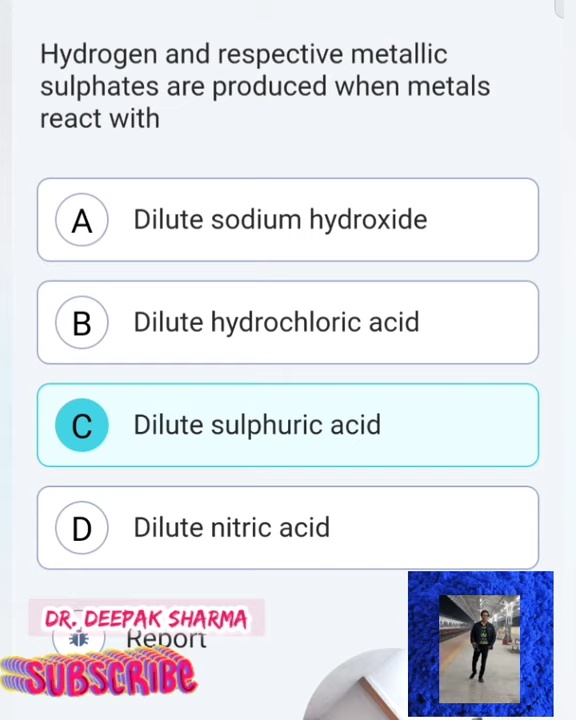 Hydrogen and respective metallic
sulphates are produced when metals
react with
A Dilute sodium hydroxide
B Dilute hydrochloric acid
C Dilute sulphuric acid
D Dilute nitric acid
DR. DEEPAK SHARMA
Report
SUBSCRIBE